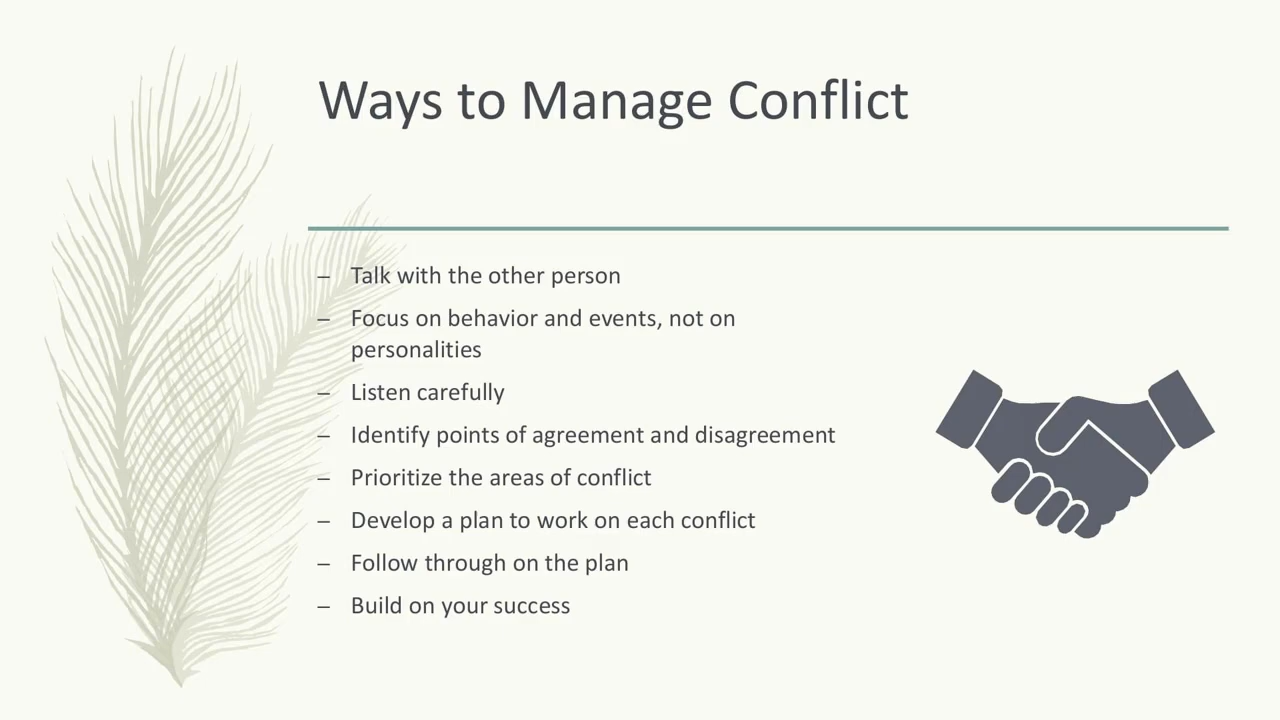 Ways to Manage Conflict
– Talk with the other person
– Focus on behavior and events, not on
personalities
– Listen carefully
– Identify points of agreement and disagreement
– Prioritize the areas of conflict
– Develop a plan to work on each conflict
– Follow through on the plan
– Build on your success